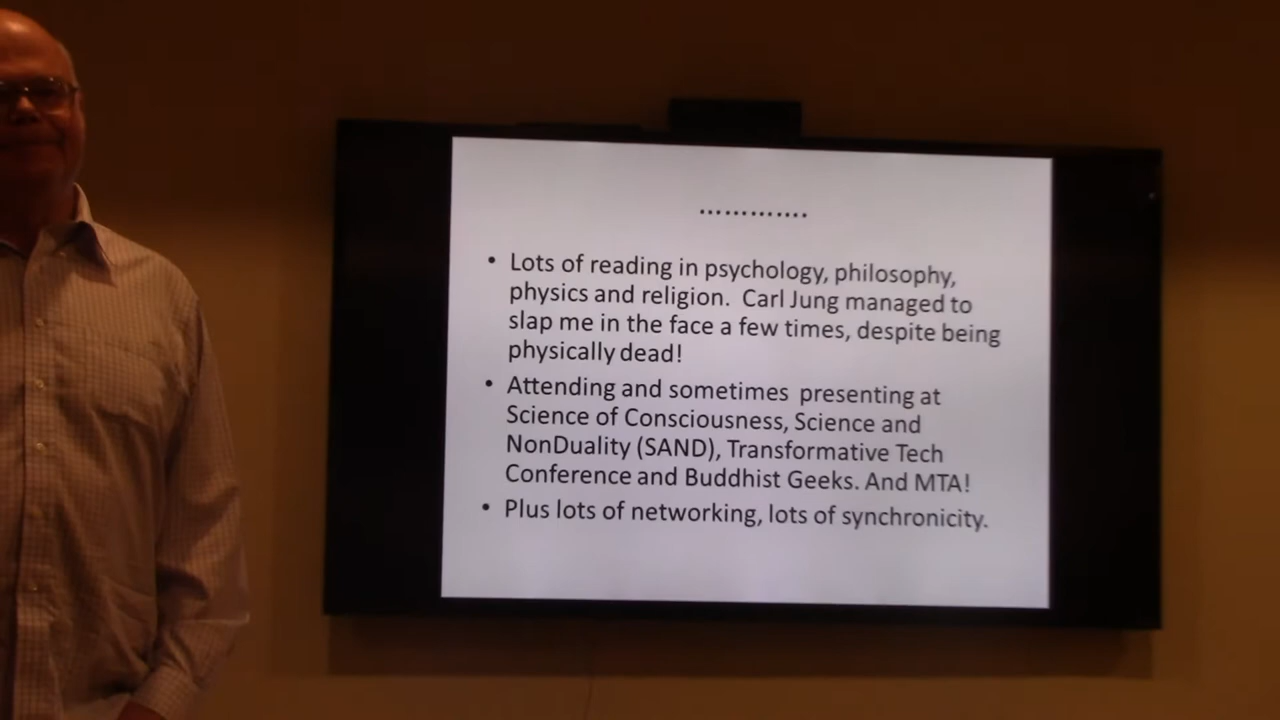 .............
• Lots of reading in psychology, philosophy,
physics and religion.  Carl Jung managed to
slap me in the face a few times, despite being
physically dead!
• Attending and sometimes  presenting at
Science of Consciousness, Science and
NonDuality (SAND), Transformative Tech
Conference and Buddhist Geeks. And MTA!
• Plus lots of networking, lots of synchronicity.